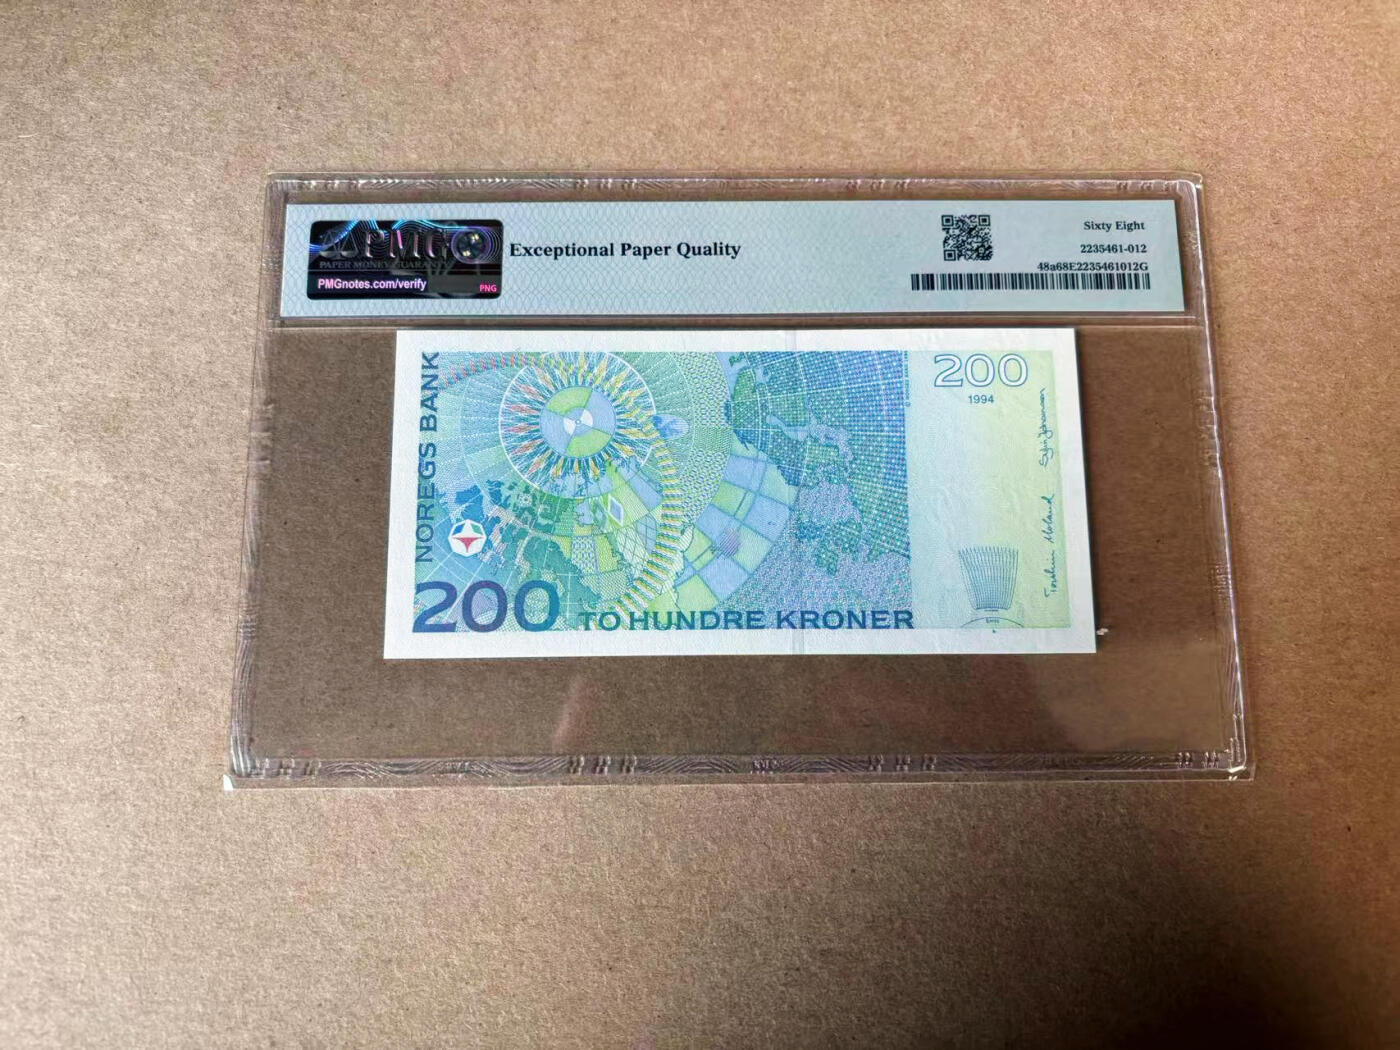 PMG
PAPER MONEY GUARANTY
PMGnotes.com/verify
PNG
Exceptional Paper Quality
Sixty Eight
2235461-012
48a68E2235461012G
NOREGS BANK
200
1994
200
TO HUNDRE KRONER